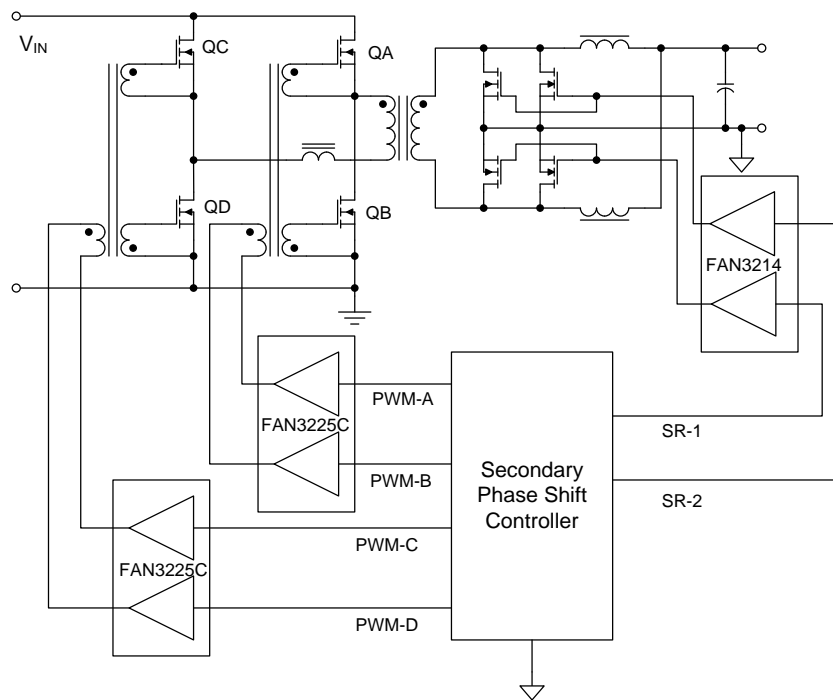 V_IN
QC
QA
QD
QB
FAN3214
PWM-A
FAN3225C
PWM-B
SR-1
Secondary
Phase Shift
Controller
SR-2
PWM-C
FAN3225C
PWM-D